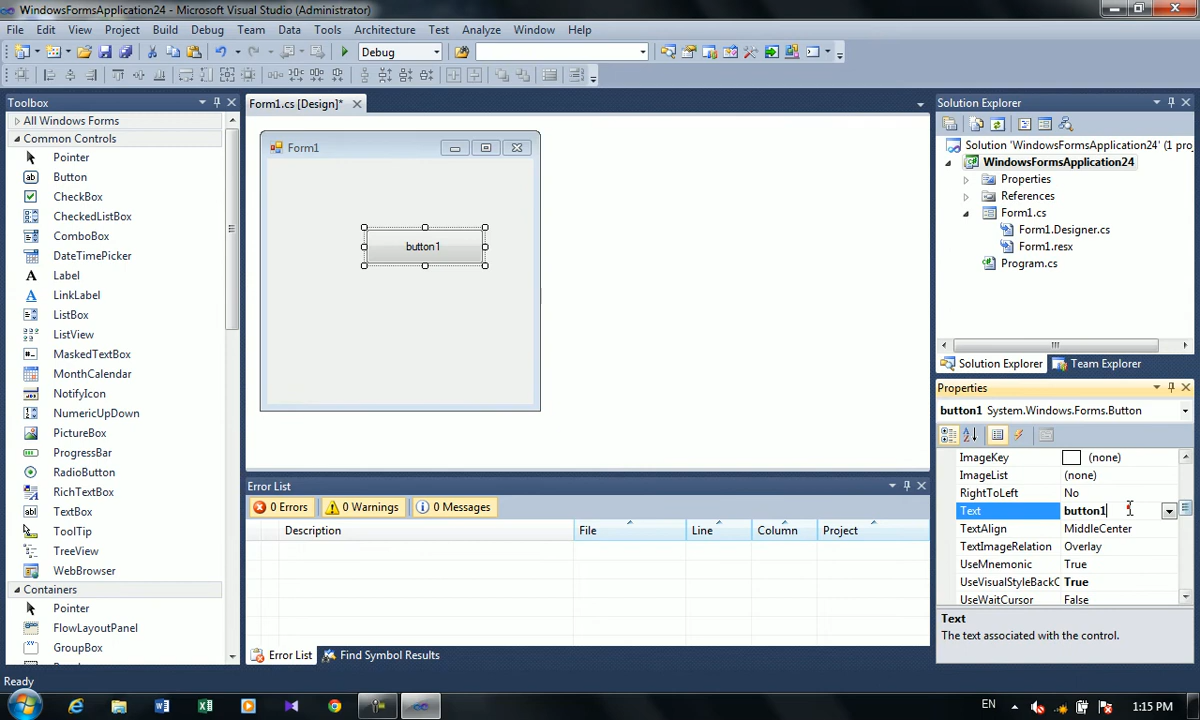 WindowsFormsApplication24 - Microsoft Visual Studio (Administrator)
File Edit View Project Build Debug Team Data Tools Architecture Test Analyze Window Help
Debug
Toolbox
All Windows Forms
Common Controls
Pointer
Button
CheckBox
CheckedListBox
ComboBox
DateTimePicker
Label
LinkLabel
ListBox
ListView
MaskedTextBox
MonthCalendar
NotifyIcon
NumericUpDown
PictureBox
ProgressBar
RadioButton
RichTextBox
TextBox
ToolTip
TreeView
WebBrowser
Containers
Pointer
FlowLayoutPanel
GroupBox
Form1.cs [Design]*
Form1
button1
Error List
0 Errors 0 Warnings 0 Messages
Description File Line Column Project
Error List Find Symbol Results
Solution Explorer
Solution 'WindowsFormsApplication24' (1 proj
WindowsFormsApplication24
Properties
References
Form1.cs
Form1.Designer.cs
Form1.resx
Program.cs
Solution Explorer Team Explorer
Properties
button1 System.Windows.Forms.Button
ImageKey (none)
ImageList (none)
RightToLeft No
Text button1
TextAlign MiddleCenter
TextImageRelation Overlay
UseMnemonic True
UseVisualStyleBackC True
UseWaitCursor False
Text
The text associated with the control.
Ready
EN 1:15 PM